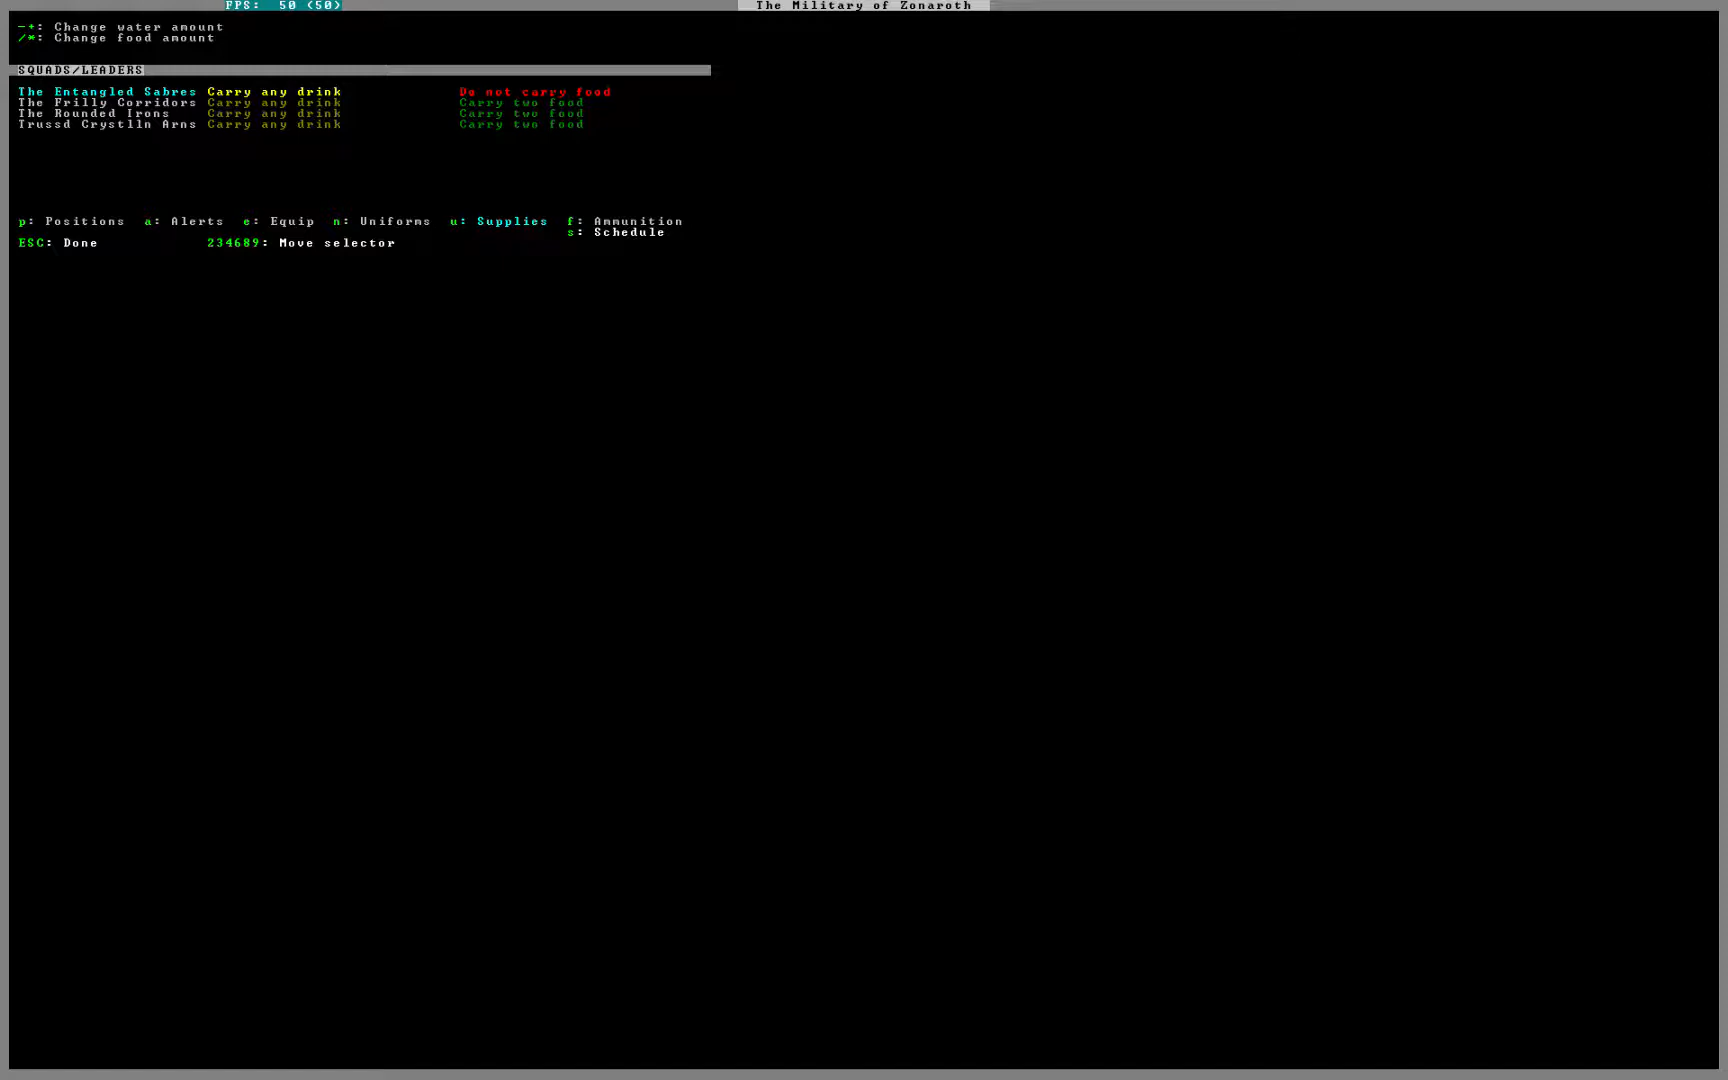 FPS: 50 (50) The Military of Zonaroth
-+: Change water amount
/*: Change food amount
SQUADS/LEADERS
The Entangled Sabres Carry any drink Do not carry food
The Frilly Corridors Carry any drink Carry two food
The Rounded Irons Carry any drink Carry two food
Trussd Crystlln Arns Carry any drink Carry two food
p: Positions a: Alerts e: Equip n: Uniforms u: Supplies f: Ammunition
s: Schedule
ESC: Done 234689: Move selector